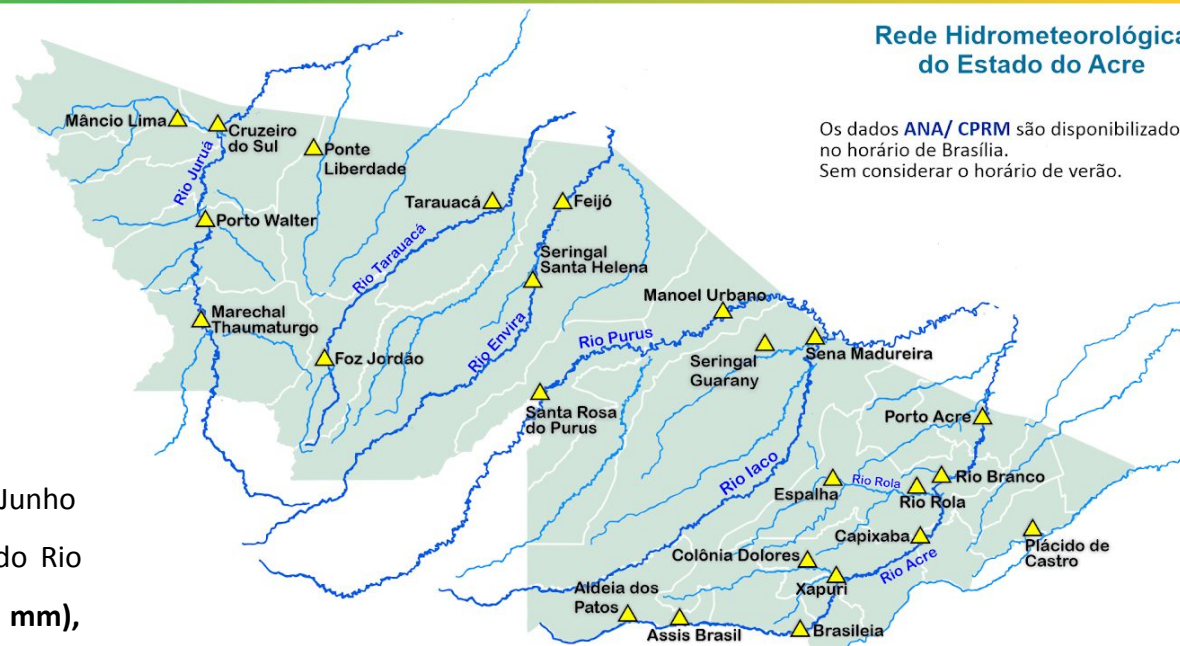 Rede Hidrometeorológica
do Estado do Acre
Os dados ANA/ CPRM são disponibilizado
no horário de Brasília.
Sem considerar o horário de verão.
Mâncio Lima
Cruzeiro
do Sul
Ponte
Liberdade
Rio Juruá
Porto Walter
Tarauacá
Feijó
Rio Tarauacá
Seringal
Santa Helena
Marechal
Thaumaturgo
Foz Jordão
Rio Envira
Rio Purus
Manoel Urbano
Seringal
Guarany
Sena Madureira
Santa Rosa
do Purus
Porto Acre
Rio Iaco
Espalha
Rio Rola
Rio Rola
Rio Branco
Capixaba
Plácido de
Castro
Colônia Dolores
Rio Acre
Xapuri
Aldeia dos
Patos
Assis Brasil
Brasileia
Junho
do Rio
mm),